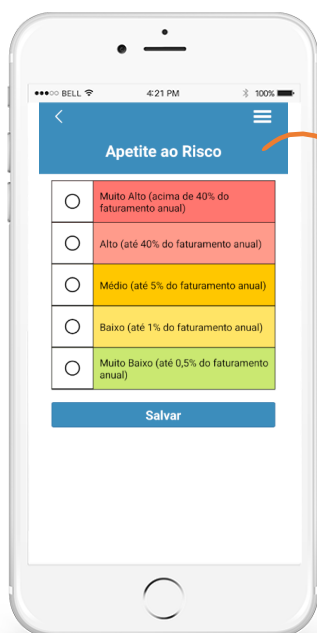 BELL 4:21 PM 100%
Apetite ao Risco
Muito Alto (acima de 40% do
faturamento anual)
Alto (até 40% do faturamento anual)
Médio (até 5% do faturamento anual)
Baixo (até 1% do faturamento anual)
Muito Baixo (até 0,5% do faturamento
anual)
Salvar